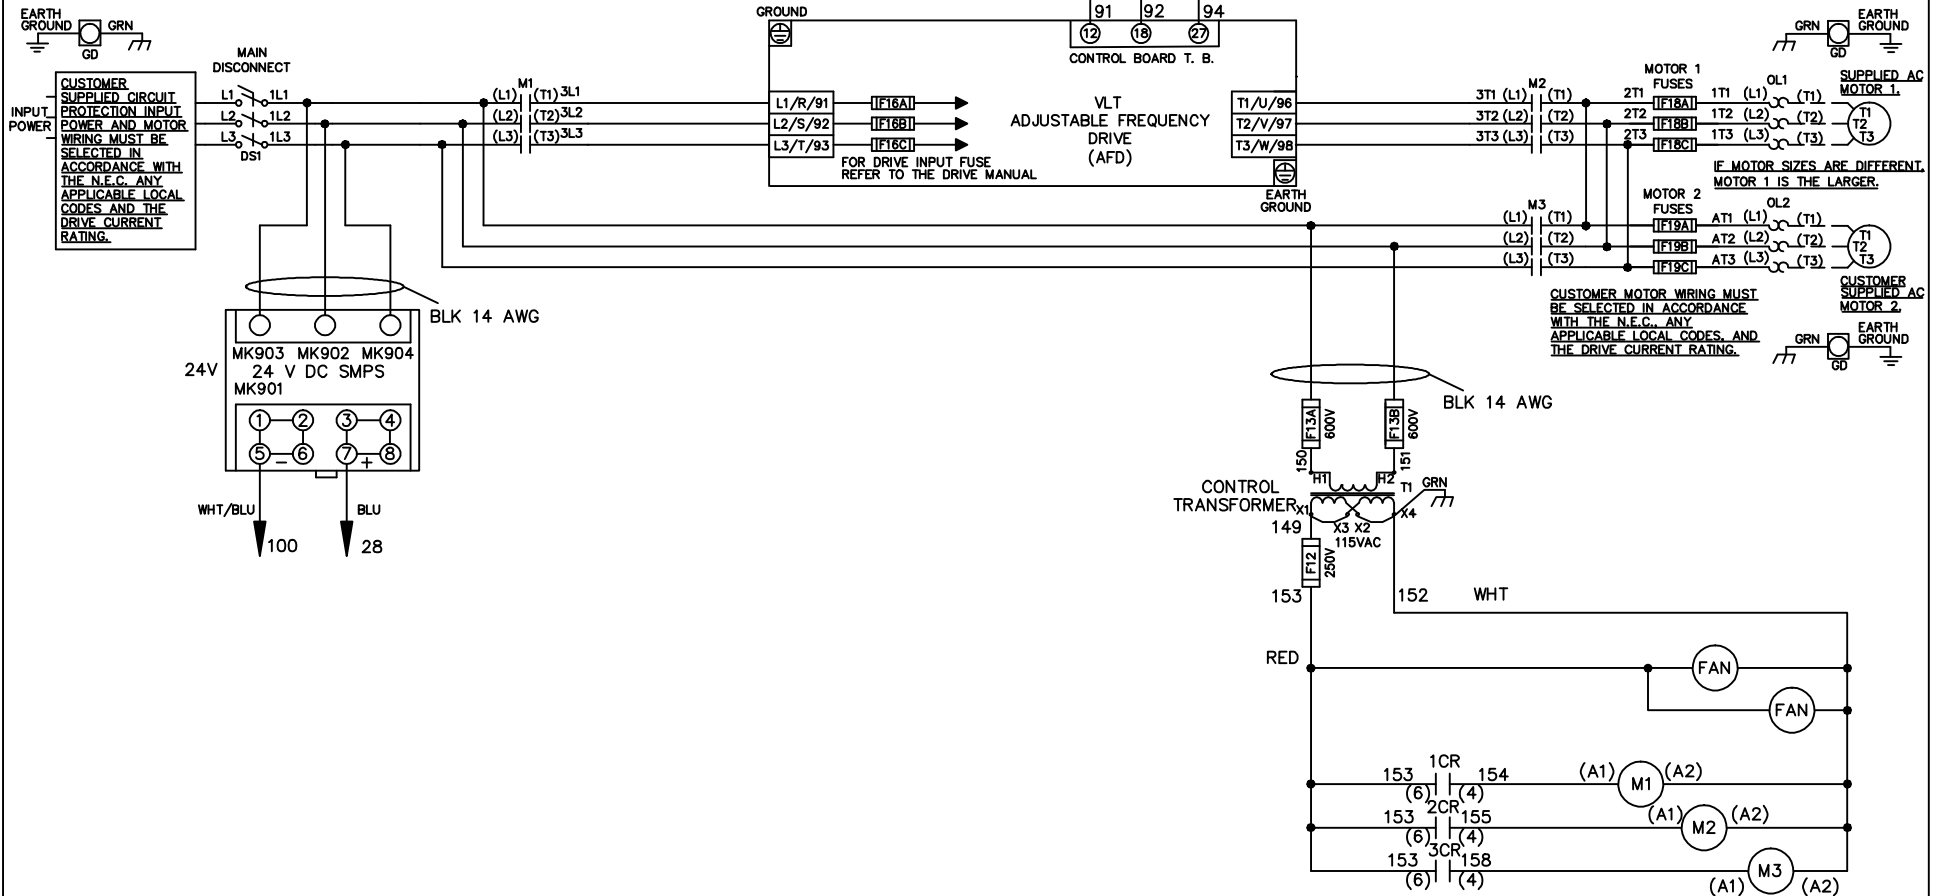 EARTH
GROUND
GRN
GD
MAIN
DISCONNECT
INPUT
POWER
CUSTOMER
SUPPLIED CIRCUIT
PROTECTION INPUT
POWER AND MOTOR
WIRING MUST BE
SELECTED IN
ACCORDANCE WITH
THE N.E.C. ANY
APPLICABLE LOCAL
CODES AND THE
DRIVE CURRENT
RATING.
L1 1L1
L2 1L2
L3 1L3
DS1
M1
(L1) (T1) 3L1
(L2) (T2) 3L2
(L3) (T3) 3L3
GROUND
91 92 94
12 18 27
CONTROL BOARD T. B.
L1/R/91 F16A
L2/S/92 F16B
L3/T/93 F16C
FOR DRIVE INPUT FUSE
REFER TO THE DRIVE MANUAL
VLT
ADJUSTABLE FREQUENCY
DRIVE
(AFD)
T1/U/96
T2/V/97
T3/W/98
EARTH
GROUND
M2
3T1 (L1) (T1)
3T2 (L2) (T2)
3T3 (L3) (T3)
MOTOR 1
FUSES
2T1 F18A 1T1 (L1) (T1)
2T2 F18B 1T2 (L2) (T2)
2T3 F18C 1T3 (L3) (T3)
OL1
GRN
GD
EARTH
GROUND
SUPPLIED AC
MOTOR 1.
T1
T2
T3
IF MOTOR SIZES ARE DIFFERENT,
MOTOR 1 IS THE LARGER.
M3
(L1) (T1)
(L2) (T2)
(L3) (T3)
MOTOR 2
FUSES
F19A AT1 (L1) (T1)
F19B AT2 (L2) (T2)
F19C AT3 (L3) (T3)
OL2
T1
T2
T3
CUSTOMER
SUPPLIED AC
MOTOR 2.
CUSTOMER MOTOR WIRING MUST
BE SELECTED IN ACCORDANCE
WITH THE N.E.C., ANY
APPLICABLE LOCAL CODES, AND
THE DRIVE CURRENT RATING.
GRN
GD
EARTH
GROUND
BLK 14 AWG
MK903 MK902 MK904
24V
24 V DC SMPS
MK901
1 2 3 4
5 6 7 8
- +
WHT/BLU
BLU
100
28
BLK 14 AWG
F13A
600V
F13B
600V
150
151
H1 H2
T1
GRN
CONTROL
TRANSFORMER
X1
X3 X2
X4
115VAC
149
F12
250V
153
152
WHT
RED
FAN
FAN
1CR
153 154
(6) (4)
(A1) M1 (A2)
2CR
153 155
(6) (4)
(A1) M2 (A2)
3CR
153 158
(6) (4)
M3
(A1) (A2)